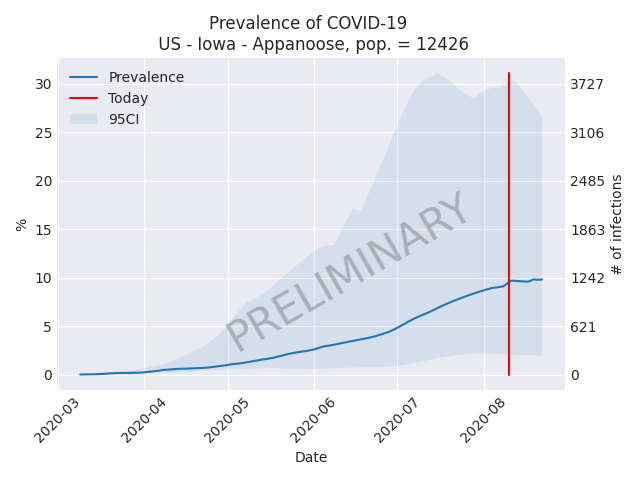 Prevalence of COVID-19
US - Iowa - Appanoose, pop. = 12426
Prevalence
Today
95CI
PRELIMINARY
%
30
25
20
15
10
5
0
3727
3106
2485
1863
1242
621
0
# of infections
2020-03
2020-04
2020-05
2020-06
2020-07
2020-08
Date